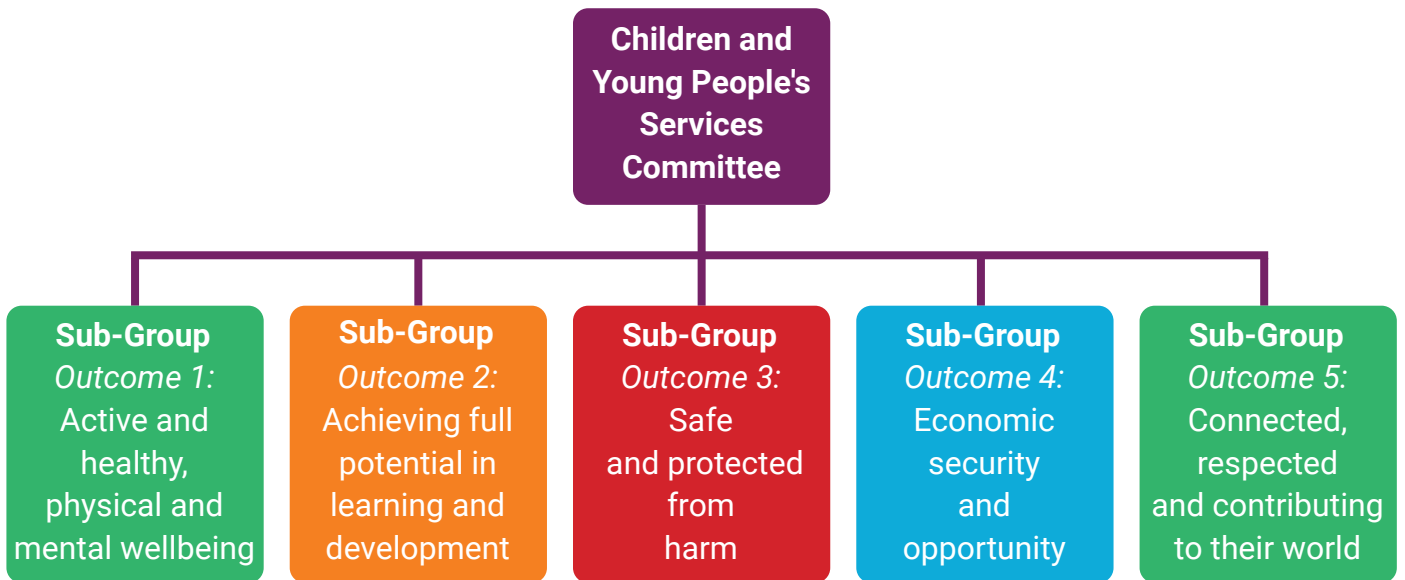 Children and
Young People's
Services
Committee
Sub-Group
Outcome 1:
Active and
healthy,
physical and
mental wellbeing
Sub-Group
Outcome 2:
Achieving full
potential in
learning and
development
Sub-Group
Outcome 3:
Safe
and protected
from
harm
Sub-Group
Outcome 4:
Economic
security
and
opportunity
Sub-Group
Outcome 5:
Connected,
respected
and contributing
to their world